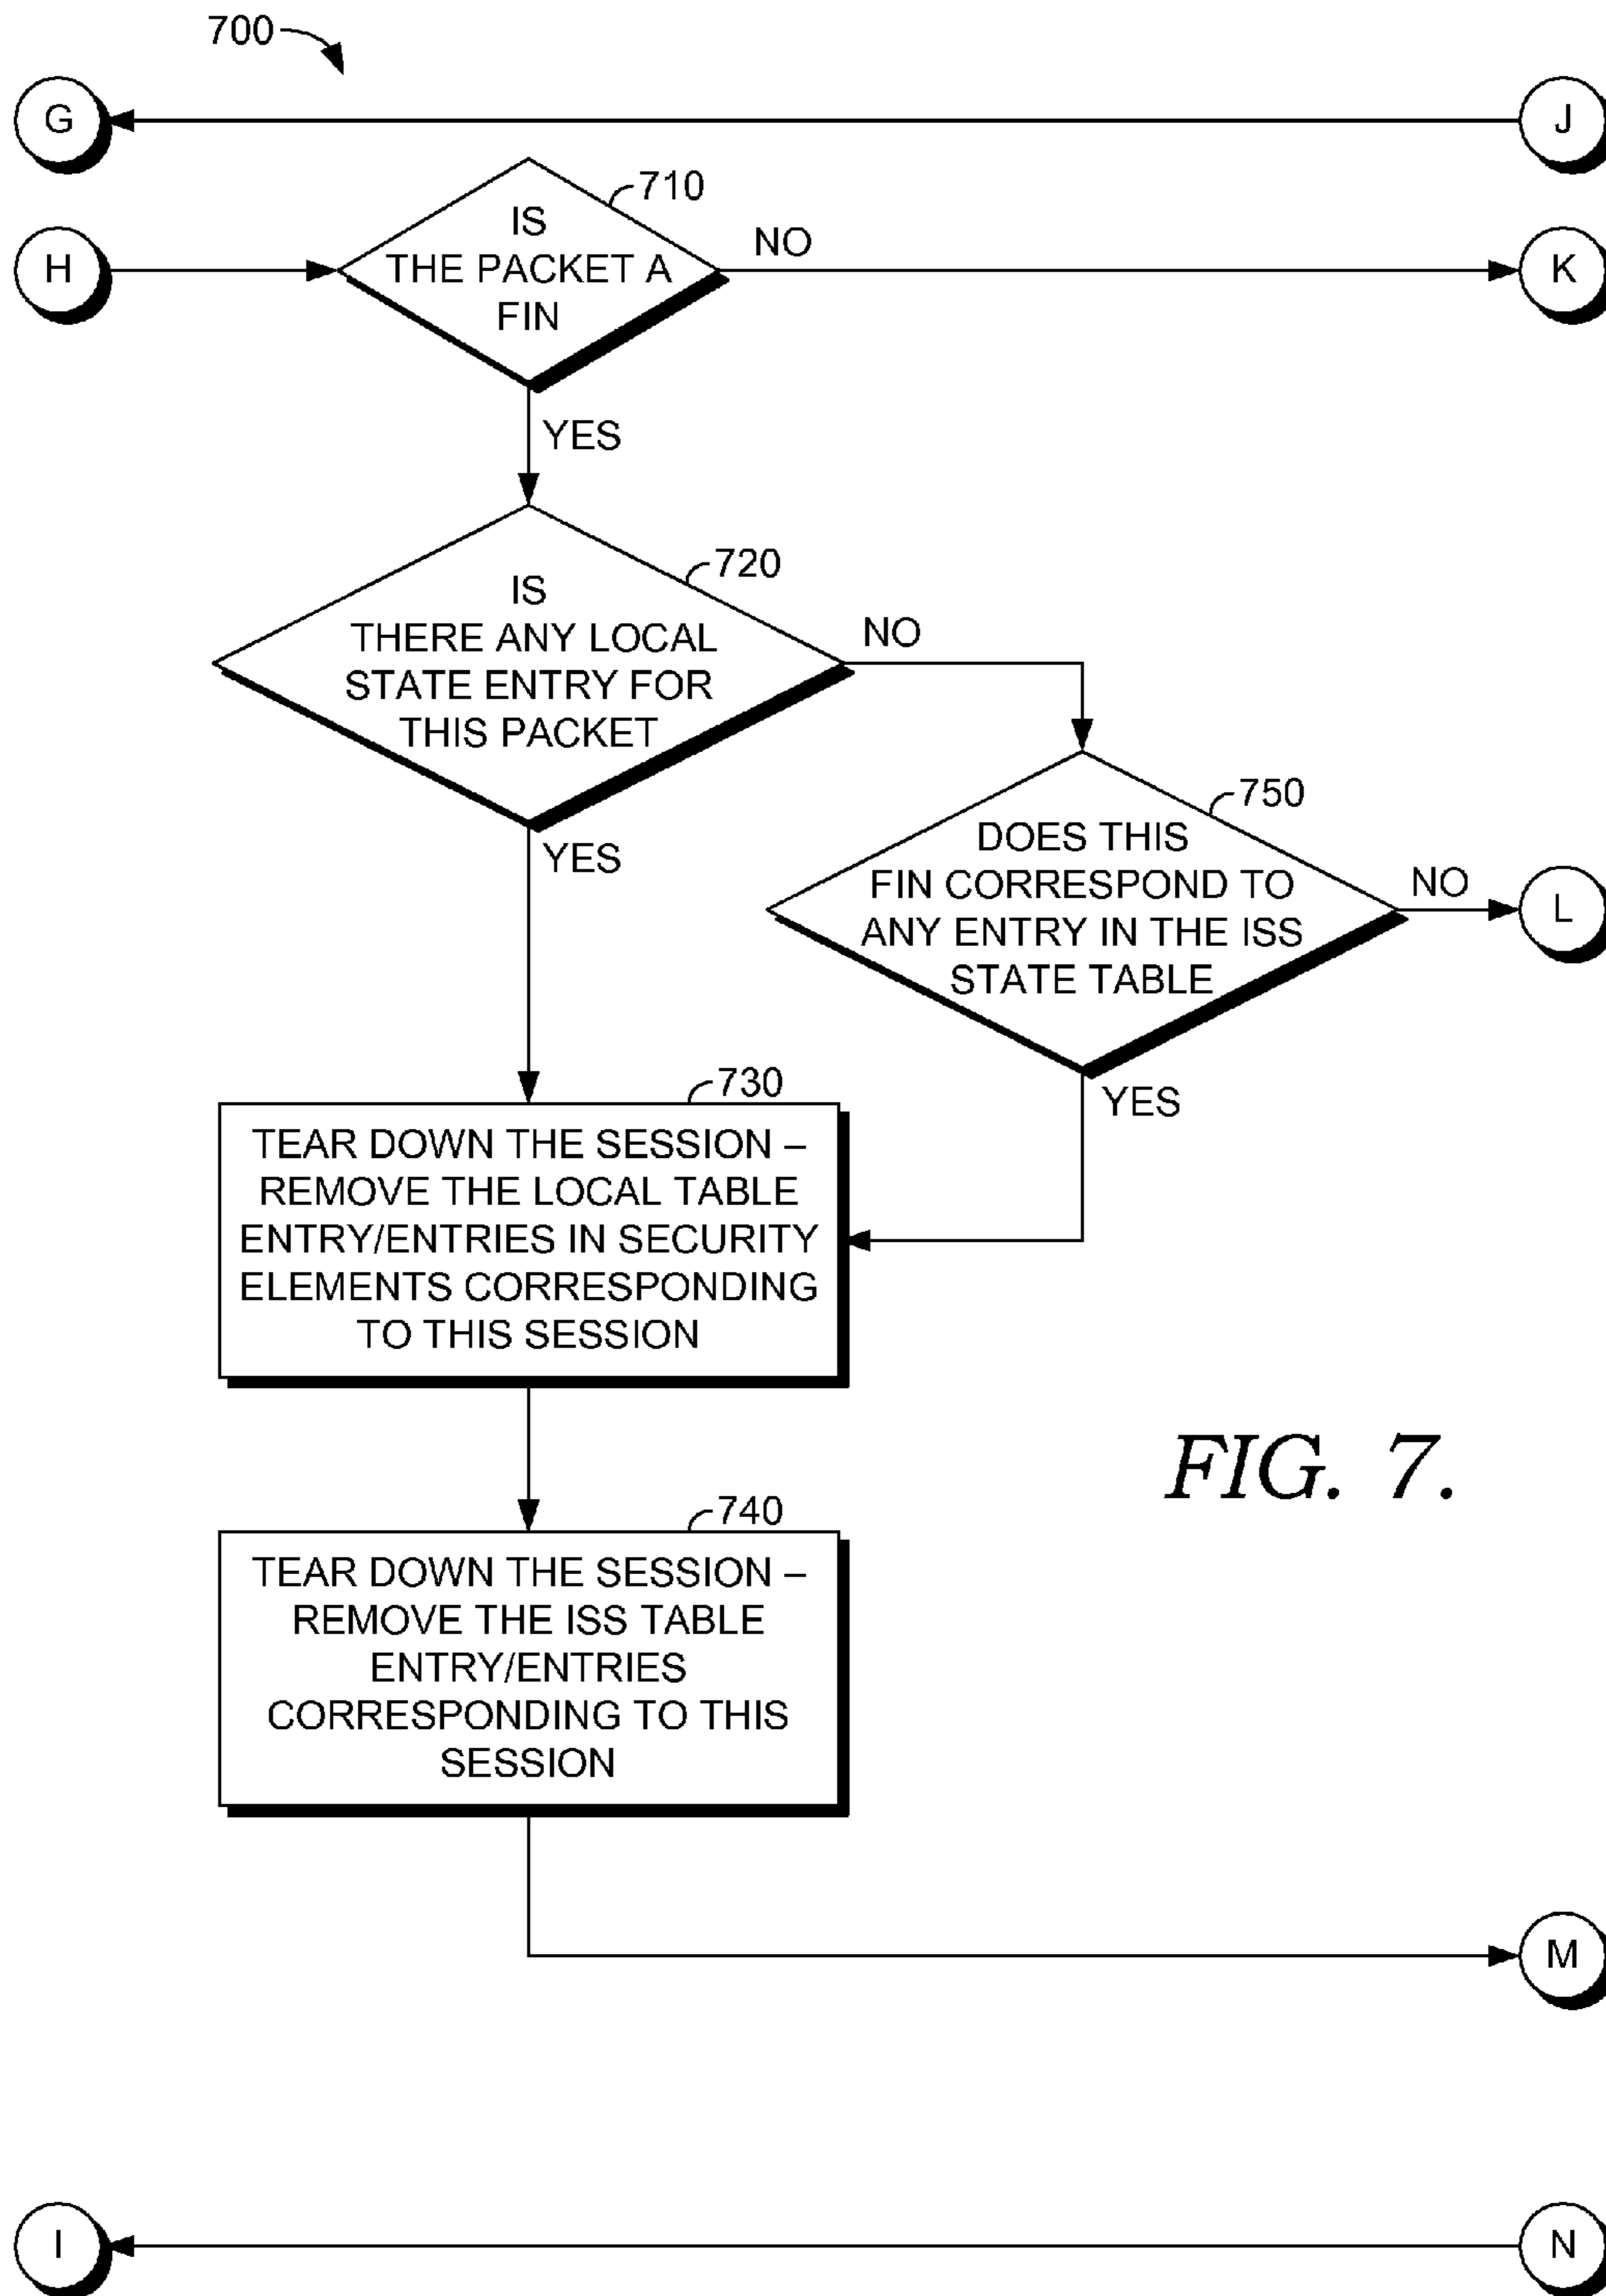 700
G
J
710
IS
THE PACKET A
FIN
H
NO
K
YES
720
IS
THERE ANY LOCAL
STATE ENTRY FOR
THIS PACKET
NO
YES
750
DOES THIS
FIN CORRESPOND TO
ANY ENTRY IN THE ISS
STATE TABLE
NO
L
YES
730
TEAR DOWN THE SESSION –
REMOVE THE LOCAL TABLE
ENTRY/ENTRIES IN SECURITY
ELEMENTS CORRESPONDING
TO THIS SESSION
FIG. 7.
740
TEAR DOWN THE SESSION –
REMOVE THE ISS TABLE
ENTRY/ENTRIES
CORRESPONDING TO THIS
SESSION
M
I
N